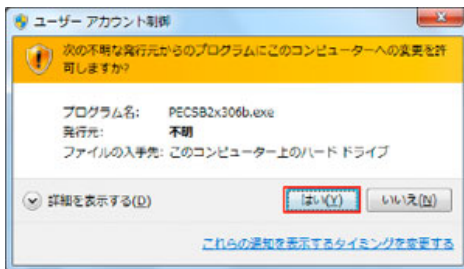 ユーザー アカウント制御
次の不明な発行元からのプログラムにこのコンピューターへの変更を許
可しますか?
プログラム名: PECSB2x306b.exe
発行元: 不明
ファイルの入手先: このコンピューター上のハード ドライブ
詳細を表示する(D)
はい(Y) いいえ(N)
これらの通知を表示するタイミングを変更する